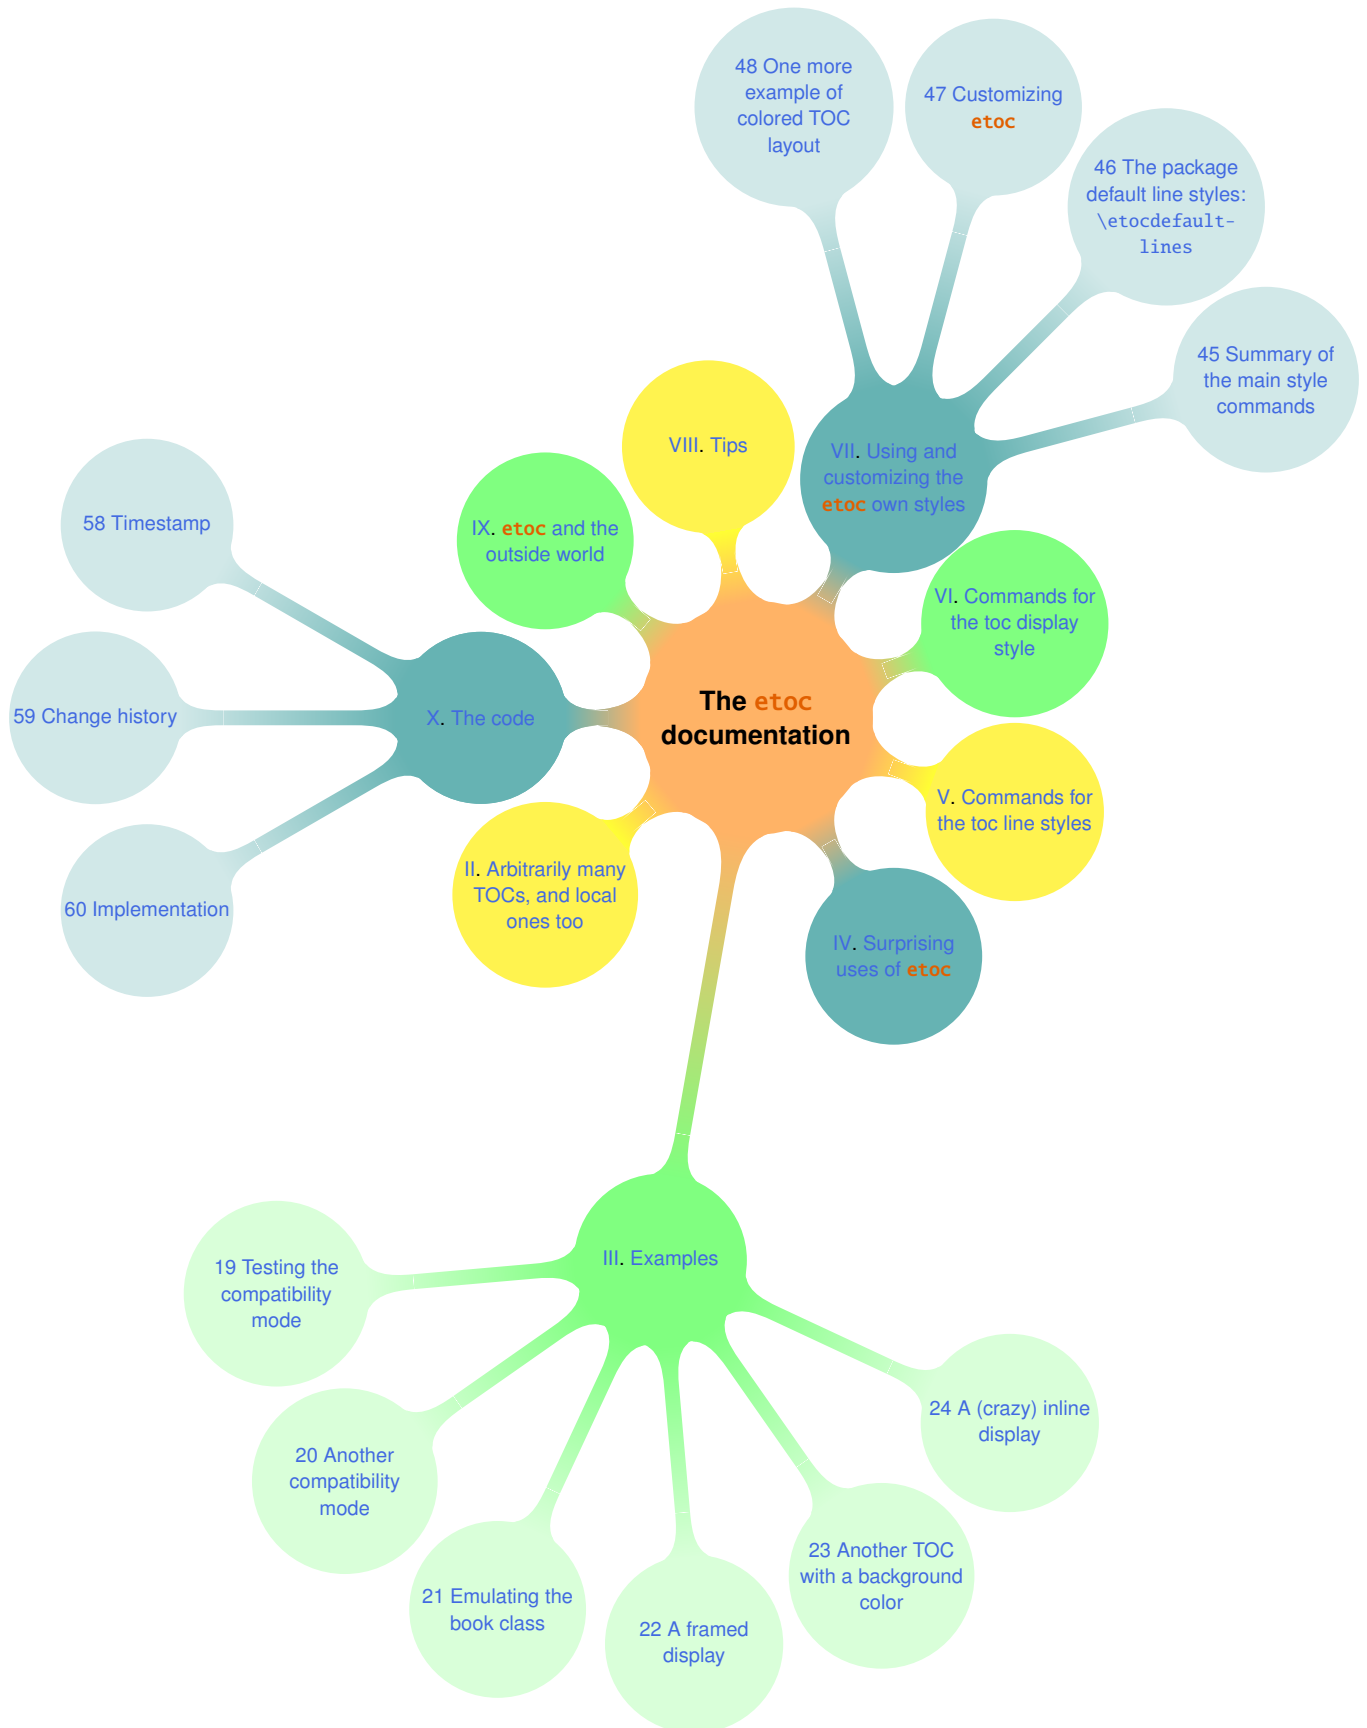 48 One more
example of
colored TOC
layout
47 Customizing
etoc
46 The package
default line styles:
\etocdefault-
lines
45 Summary of
the main style
commands
VII. Using and
customizing the
etoc own styles
VIII. Tips
IX. etoc and the
outside world
58 Timestamp
59 Change history
60 Implementation
X. The code
The etoc
documentation
VI. Commands for
the toc display
style
V. Commands for
the toc line styles
IV. Surprising
uses of etoc
II. Arbitrarily many
TOCs, and local
ones too
III. Examples
19 Testing the
compatibility
mode
20 Another
compatibility
mode
21 Emulating the
book class
22 A framed
display
23 Another TOC
with a background
color
24 A (crazy) inline
display